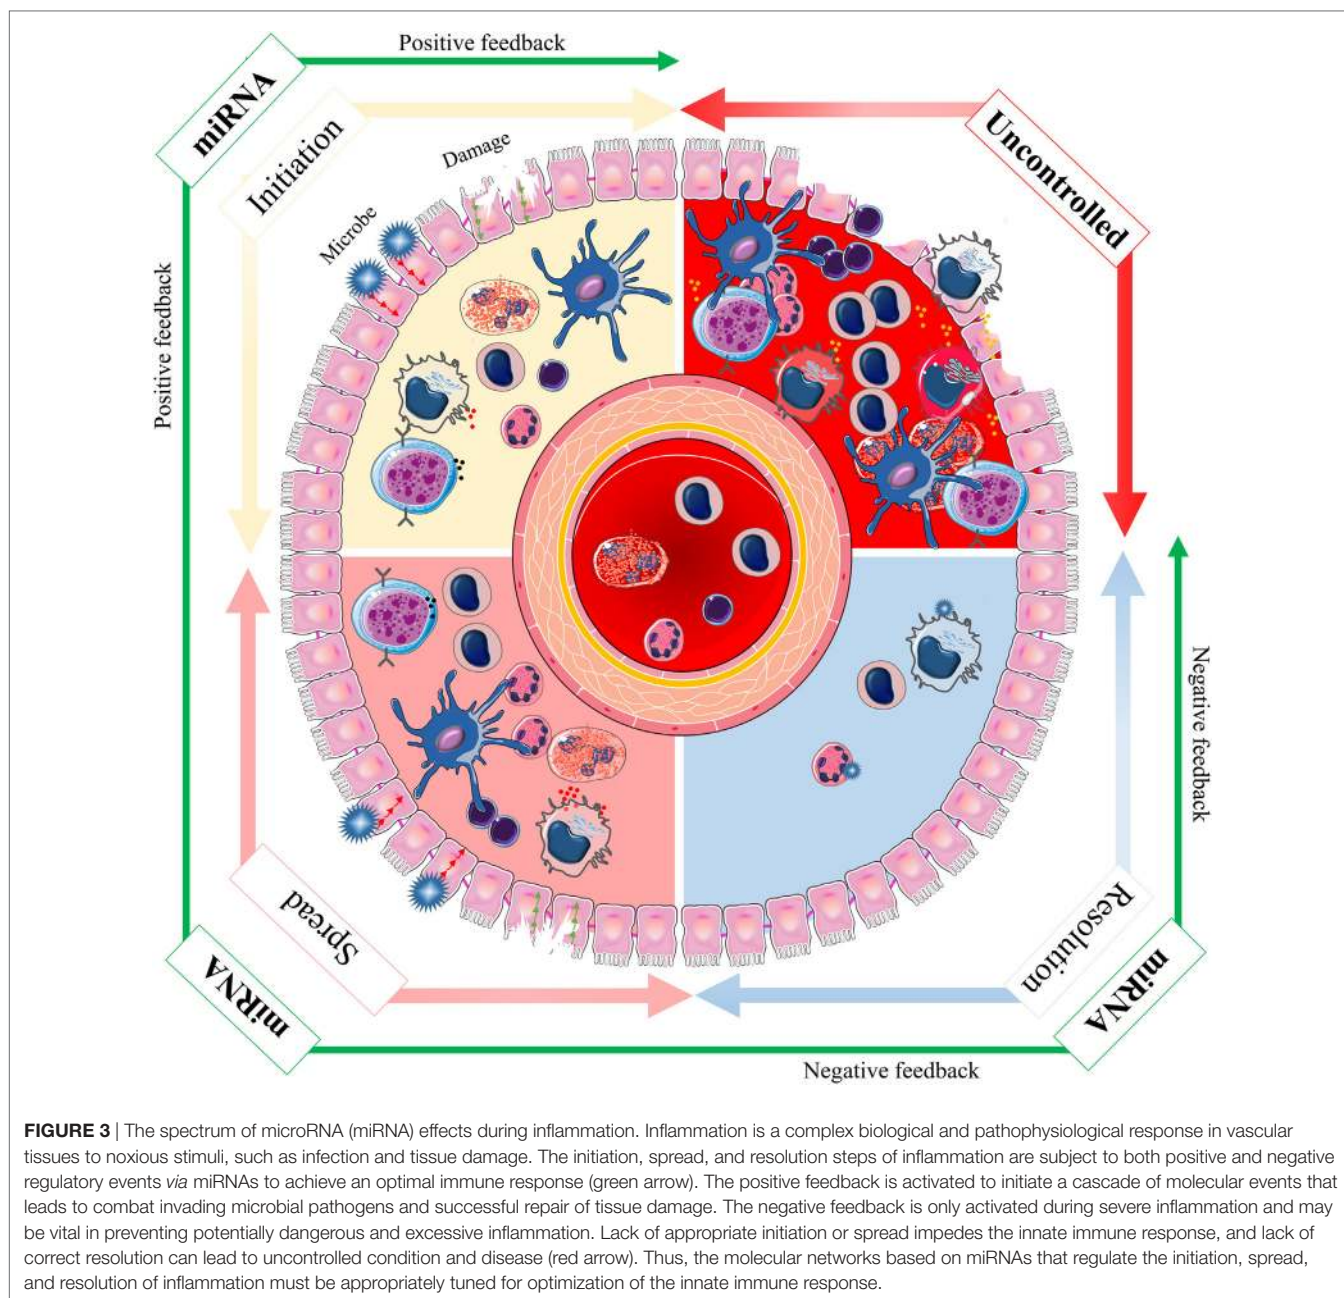 Positive feedback
miRNA
Initiation
Damage
Microbe
Uncontrolled
Positive feedback
Negative feedback
Spread
Resolution
miRNA
miRNA
Negative feedback
FIGURE 3 | The spectrum of microRNA (miRNA) effects during inflammation. Inflammation is a complex biological and pathophysiological response in vascular
tissues to noxious stimuli, such as infection and tissue damage. The initiation, spread, and resolution steps of inflammation are subject to both positive and negative
regulatory events via miRNAs to achieve an optimal immune response (green arrow). The positive feedback is activated to initiate a cascade of molecular events that
leads to combat invading microbial pathogens and successful repair of tissue damage. The negative feedback is only activated during severe inflammation and may
be vital in preventing potentially dangerous and excessive inflammation. Lack of appropriate initiation or spread impedes the innate immune response, and lack of
correct resolution can lead to uncontrolled condition and disease (red arrow). Thus, the molecular networks based on miRNAs that regulate the initiation, spread,
and resolution of inflammation must be appropriately tuned for optimization of the innate immune response.